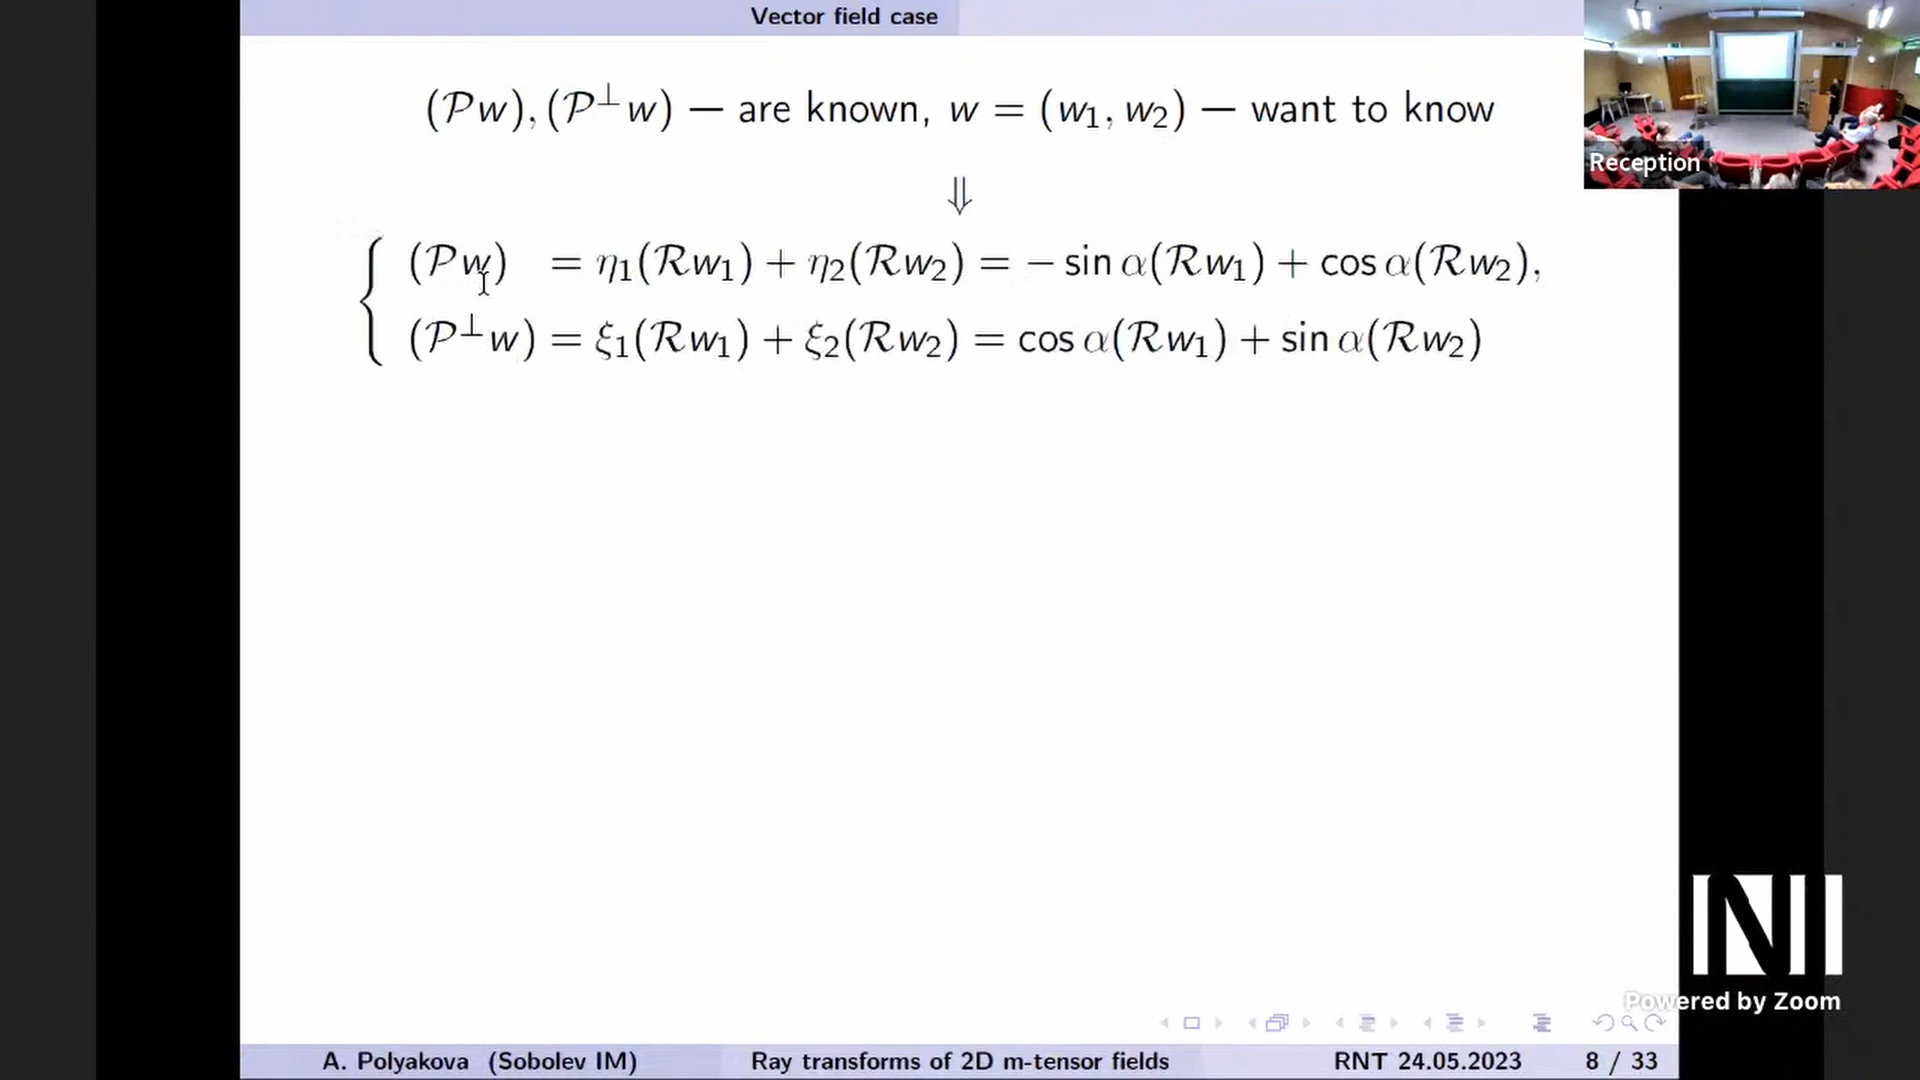 Vector field case
(𝒫w), (𝒫⊥w) — are known, w = (w₁, w₂) — want to know
⇓
(𝒫w) = η₁(ℛw₁) + η₂(ℛw₂) = − sin α(ℛw₁) + cos α(ℛw₂),
(𝒫⊥w) = ξ₁(ℛw₁) + ξ₂(ℛw₂) = cos α(ℛw₁) + sin α(ℛw₂)
Reception
NI
Powered by Zoom
A. Polyakova (Sobolev IM) Ray transforms of 2D m-tensor fields RNT 24.05.2023 8 / 33